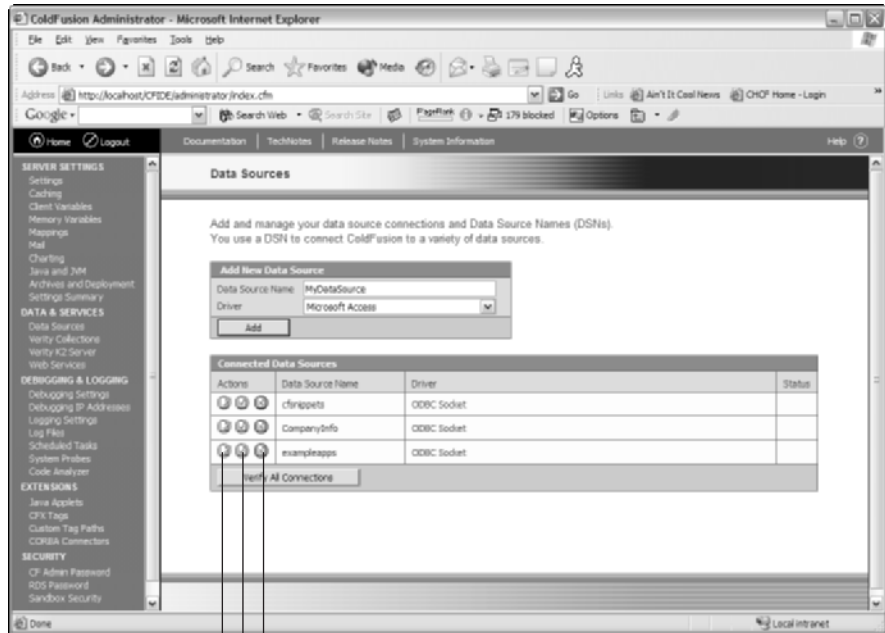 ColdFusion Administrator - Microsoft Internet Explorer
File Edit View Favorites Tools Help
Back Search Favorites Media
Address http://localhost/CFIDE/administrator/index.cfm Go Links Ain't It Cool News CHOP Home - Login
Google Search Web Search Site PageRank 179 blocked Options
Home Logout Documentation TechNotes Release Notes System Information Help
SERVER SETTINGS
Settings
Caching
Client Variables
Memory Variables
Mappings
Mail
Charting
Java and JVM
Archives and Deployment
Settings Summary
DATA & SERVICES
Data Sources
Verity Collections
Verity K2 Server
Web Services
DEBUGGING & LOGGING
Debugging Settings
Debugging IP Addresses
Logging Settings
Log Files
Scheduled Tasks
System Probes
Code Analyzer
EXTENSIONS
Java Applets
CFX Tags
Custom Tag Paths
CORBA Connectors
SECURITY
CF Admin Password
RDS Password
Sandbox Security
Data Sources
Add and manage your data source connections and Data Source Names (DSNs).
You use a DSN to connect ColdFusion to a variety of data sources.
Add New Data Source
Data Source Name MyDataSource
Driver Microsoft Access
Add
Connected Data Sources
Actions Data Source Name Driver Status
cfsnippets ODBC Socket
CompanyInfo ODBC Socket
exampleapps ODBC Socket
Verify All Connections
Done Local intranet